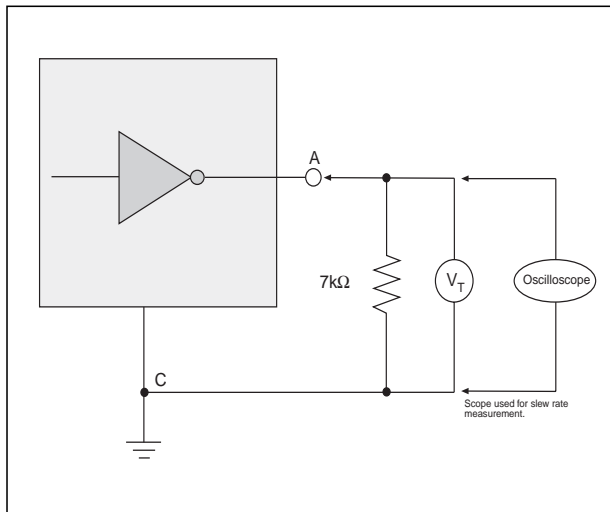 A
7kΩ
VT
Oscilloscope
C
Scope used for slew rate
measurement.